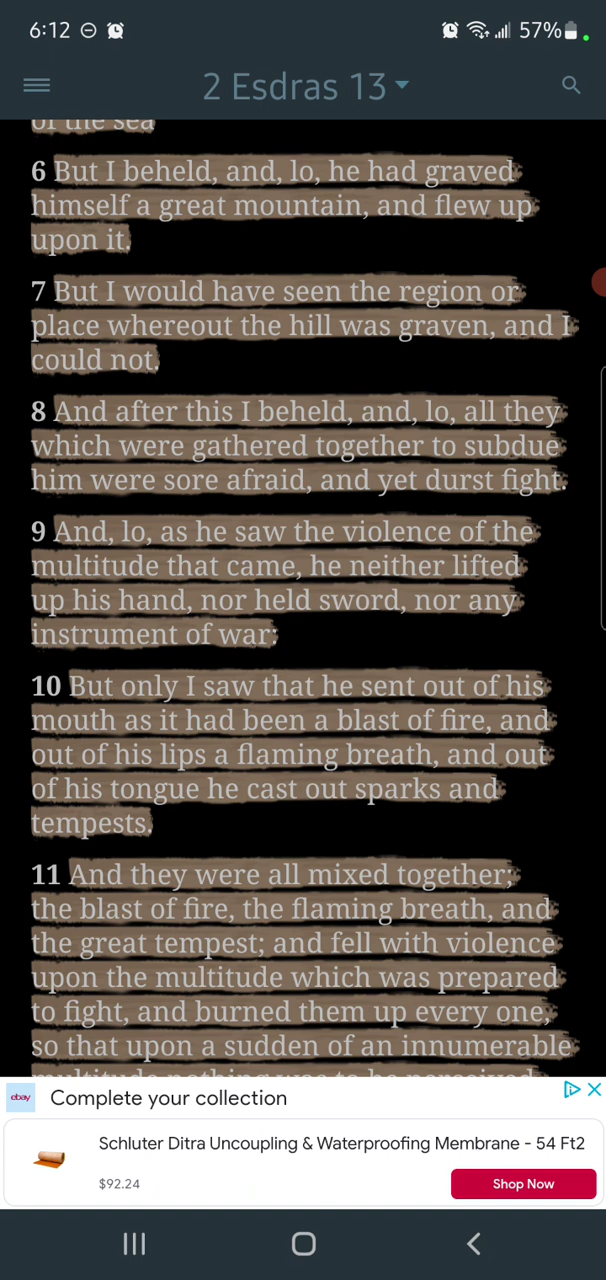 6:12
57%
2 Esdras 13
of the sea
6 But I beheld, and, lo, he had graved
himself a great mountain, and flew up
upon it.
7 But I would have seen the region or
place whereout the hill was graven, and I
could not.
8 And after this I beheld, and, lo, all they
which were gathered together to subdue
him were sore afraid, and yet durst fight.
9 And, lo, as he saw the violence of the
multitude that came, he neither lifted
up his hand, nor held sword, nor any
instrument of war:
10 But only I saw that he sent out of his
mouth as it had been a blast of fire, and
out of his lips a flaming breath, and out
of his tongue he cast out sparks and
tempests.
11 And they were all mixed together;
the blast of fire, the flaming breath, and
the great tempest; and fell with violence
upon the multitude which was prepared
to fight, and burned them up every one,
so that upon a sudden of an innumerable
multitude nothing was to be perceived,
ebay
Complete your collection
Schluter Ditra Uncoupling & Waterproofing Membrane - 54 Ft2
$92.24
Shop Now